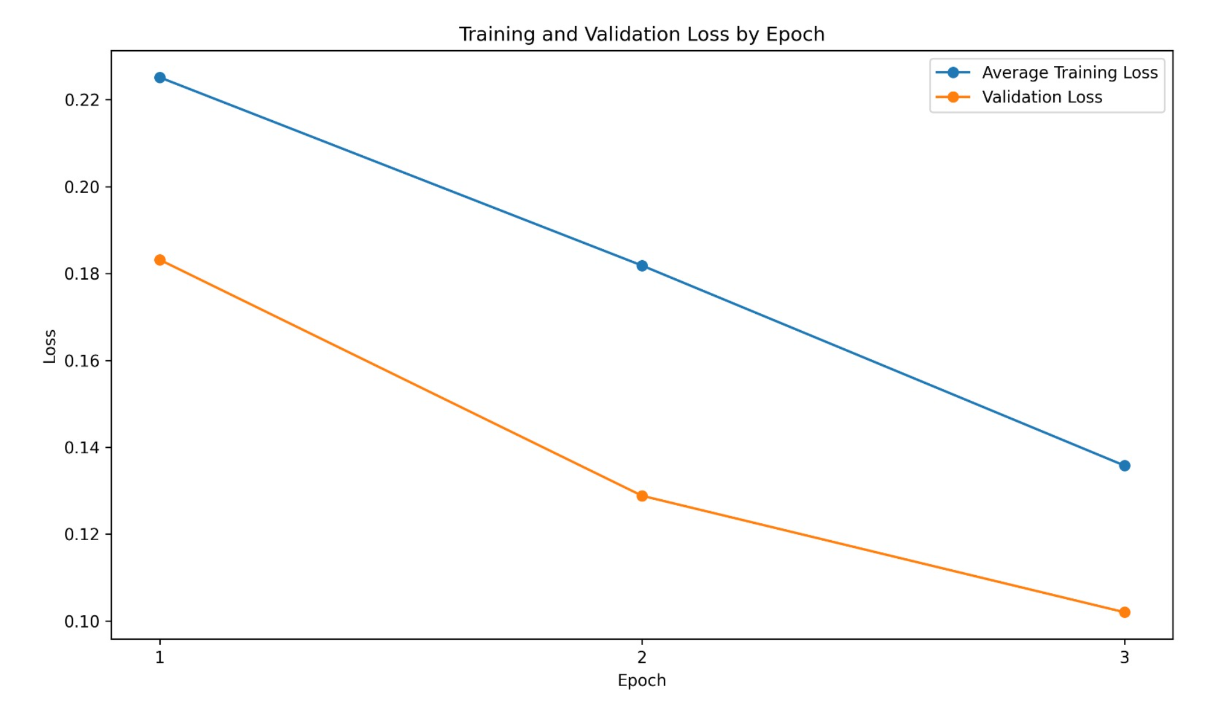 Training and Validation Loss by Epoch
Average Training Loss
Validation Loss
0.22
0.20
0.18
0.16
0.14
0.12
0.10
Loss
1 2 3
Epoch